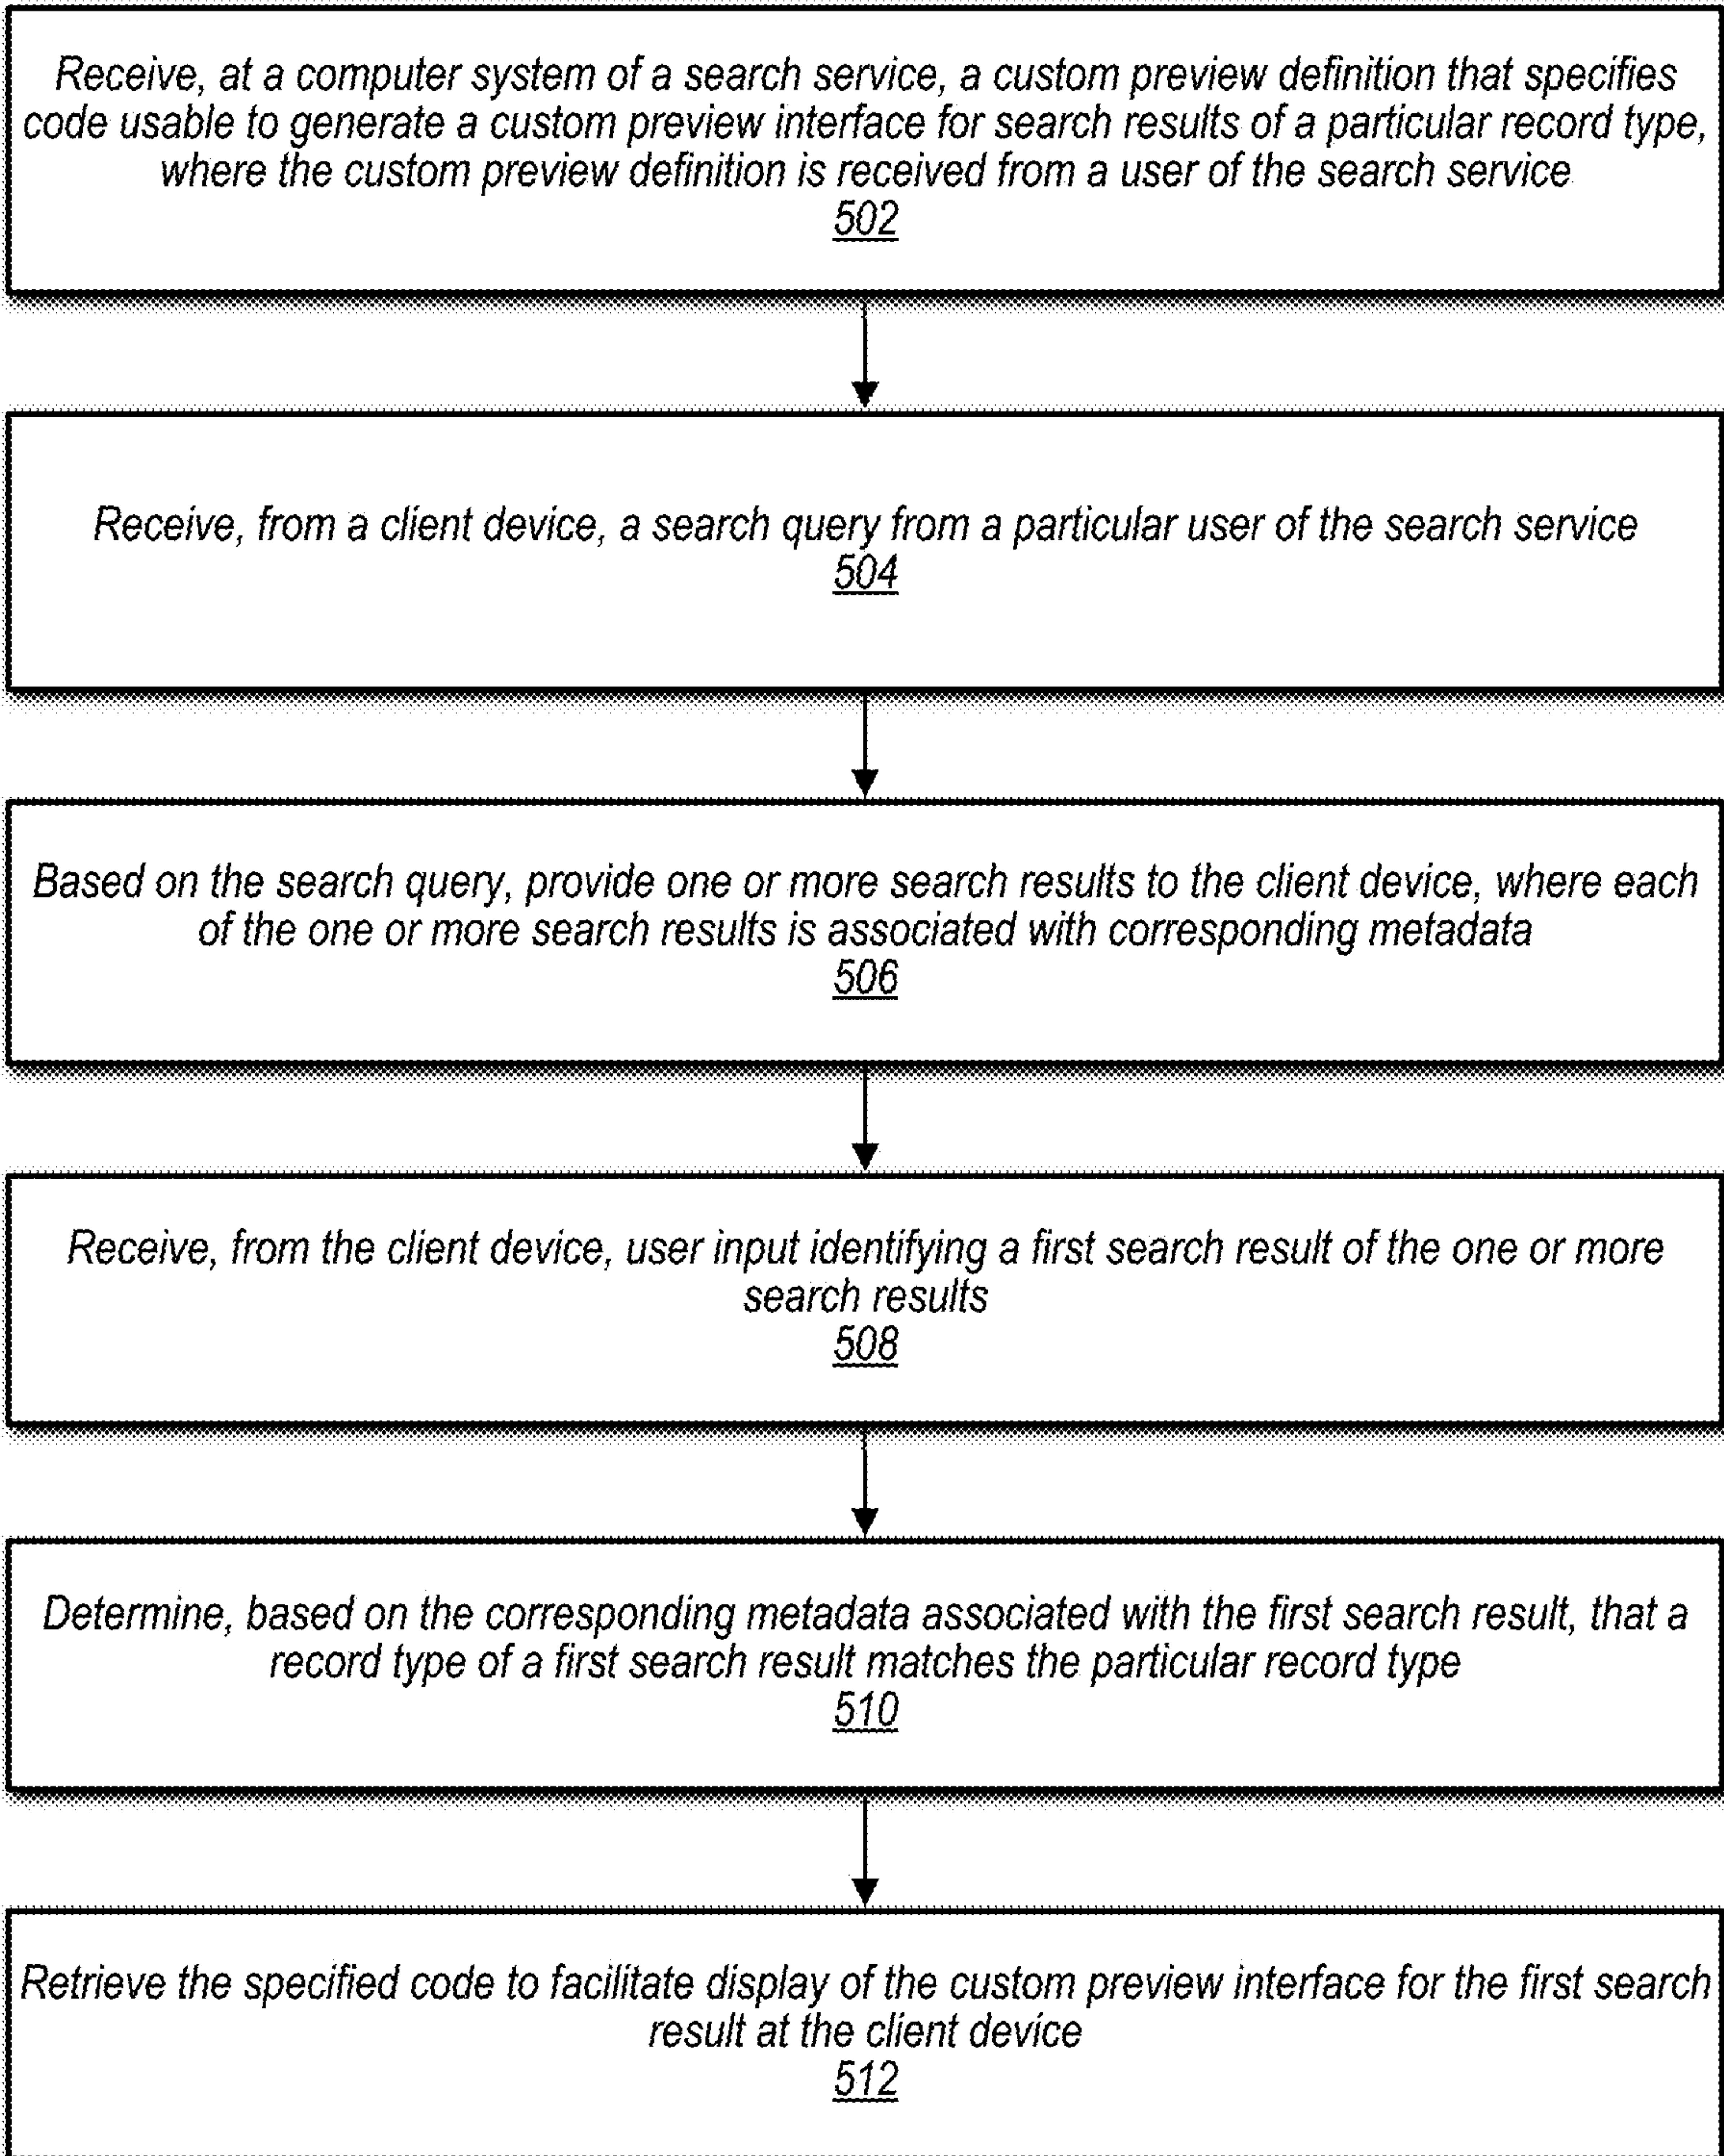 Receive, at a computer system of a search service, a custom preview definition that specifies
code usable to generate a custom preview interface for search results of a particular record type,
where the custom preview definition is received from a user of the search service
502
Receive, from a client device, a search query from a particular user of the search service
504
Based on the search query, provide one or more search results to the client device, where each
of the one or more search results is associated with corresponding metadata
506
Receive, from the client device, user input identifying a first search result of the one or more
search results
508
Determine, based on the corresponding metadata associated with the first search result, that a
record type of a first search result matches the particular record type
510
Retrieve the specified code to facilitate display of the custom preview interface for the first search
result at the client device
512